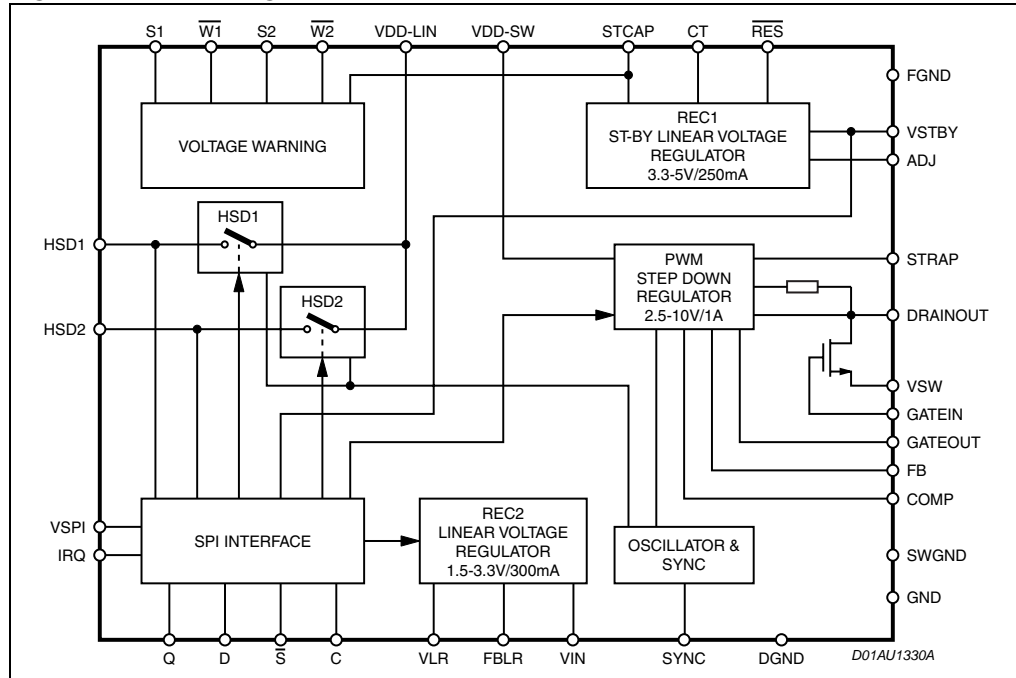 S1 W̅1̅ S2 W̅2̅ VDD-LIN VDD-SW STCAP CT R̅E̅S̅
FGND
VOLTAGE WARNING
REC1
ST-BY LINEAR VOLTAGE
REGULATOR
3.3-5V/250mA
VSTBY
ADJ
HSD1
HSD1
HSD2
HSD2
PWM
STEP DOWN
REGULATOR
2.5-10V/1A
STRAP
DRAINOUT
VSW
GATEIN
GATEOUT
FB
COMP
VSPI
IRQ
SPI INTERFACE
REC2
LINEAR VOLTAGE
REGULATOR
1.5-3.3V/300mA
OSCILLATOR &
SYNC
SWGND
GND
Q D S̅ C VLR FBLR VIN SYNC DGND
D01AU1330A